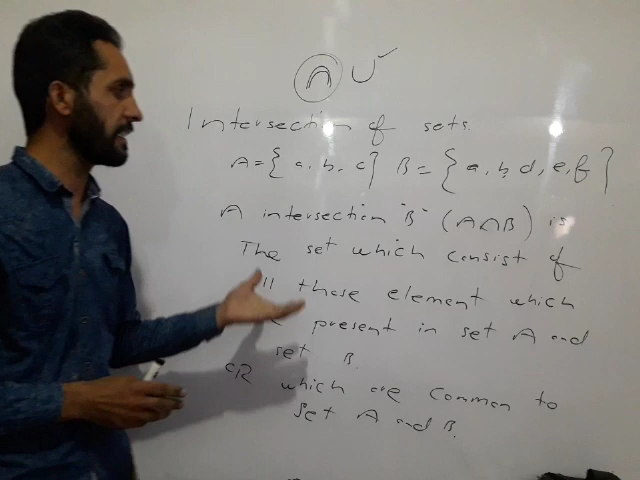 ∩ ∪
Intersection of sets.
A = { a, b, c } B = { a, b, d, e, f }
A intersection "B" (A∩B) is
The set which consist of
those element which
present in set A and
set B.
OR which are common to
set A and B.